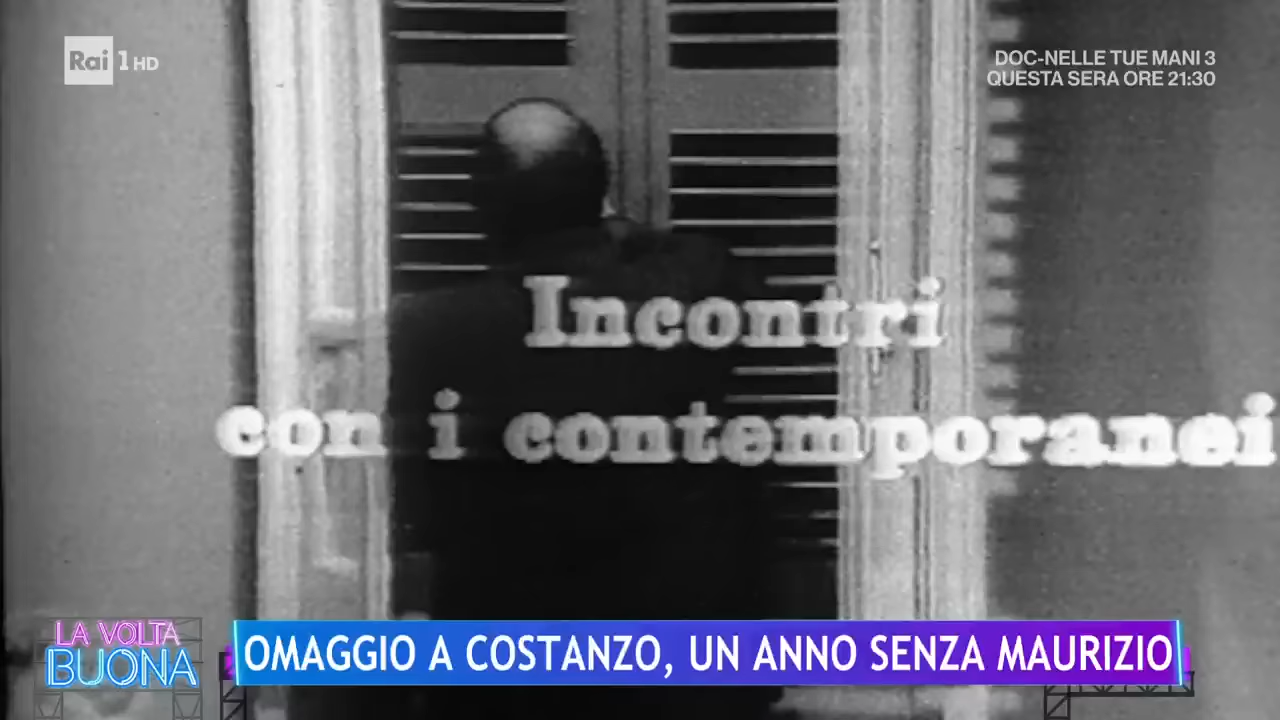 Rai 1 HD
DOC-NELLE TUE MANI 3
QUESTA SERA ORE 21:30
Incontri
con i contemporanei
LA VOLTA
BUONA
OMAGGIO A COSTANZO, UN ANNO SENZA MAURIZIO